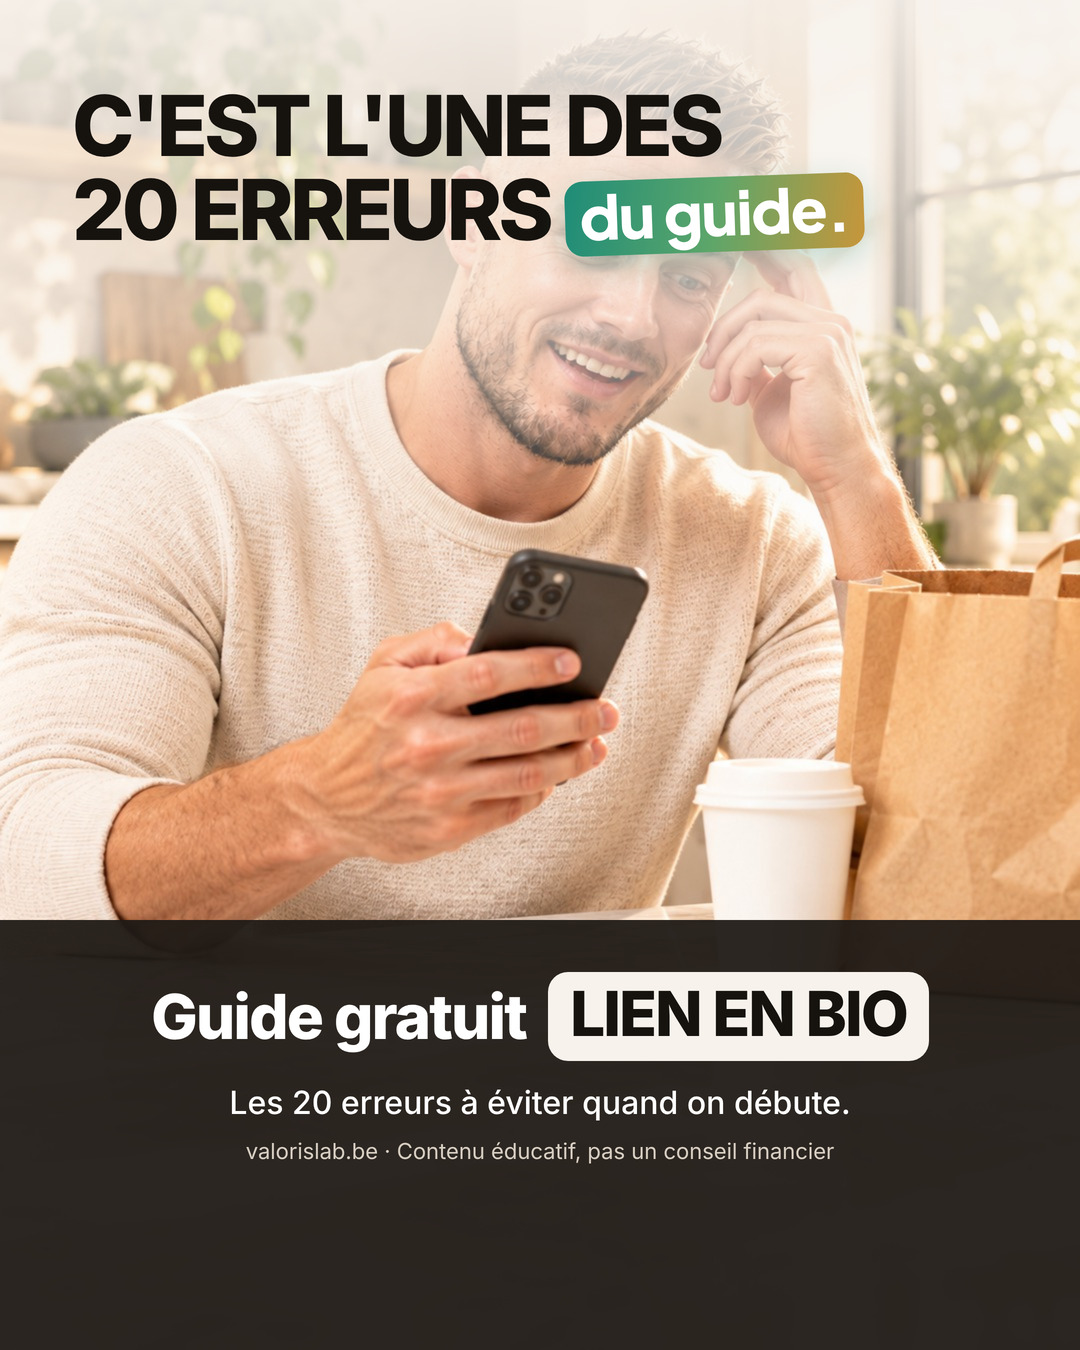 C'EST L'UNE DES
20 ERREURS du guide.
Guide gratuit LIEN EN BIO
Les 20 erreurs à éviter quand on débute.
valorislab.be · Contenu éducatif, pas un conseil financier